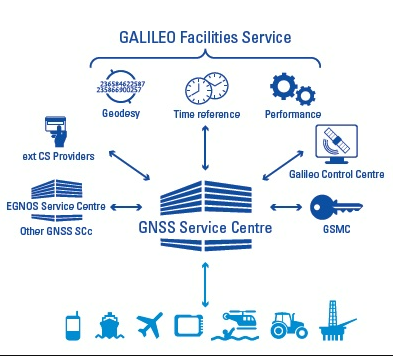 GALILEO Facilities Service
236584622587
235866900257
Geodesy
Time reference
Performance
ext CS Providers
Galileo Control Centre
EGNOS Service Centre
Other GNSS SCc
GNSS Service Centre
GSMC